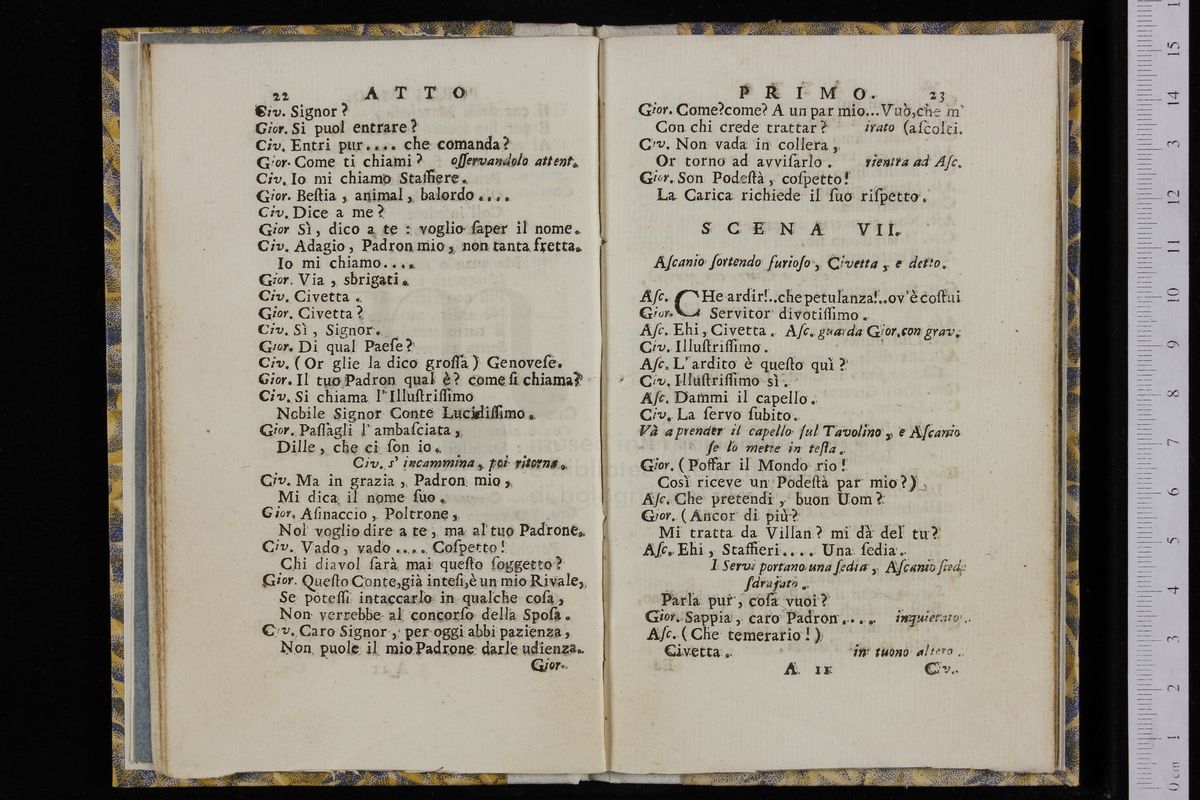 22 A T T O
Civ. Signor?
Gior. Si puol entrare?
Civ. Entri pur.... che comanda?
Gior. Come ti chiami? oſſervandolo attent.
Civ. Io mi chiamo Staffiere.
Gior. Beſtia, animal, balordo....
Civ. Dice a me?
Gior Sì, dico a te: voglio ſaper il nome.
Civ. Adagio, Padron mio, non tanta fretta.
Io mi chiamo....
Gior. Via, sbrigati.
Civ. Civetta.
Gior. Civetta?
Civ. Sì, Signor.
Gior. Di qual Paeſe?
Civ. (Or glie la dico groſſa) Genoveſe.
Gior. Il tuo Padron qual è? come ſi chiama?
Civ. Si chiama l'Illuſtriſſimo
Nobile Signor Conte Lucidiſſimo.
Gior. Paſſagli l'ambaſciata,
Dille, che ci ſon io.
Civ. s'incammina, poi ritorna.
Civ. Ma in grazia, Padron mio,
Mi dica il nome ſuo.
Gior. Aſinaccio, Poltrone,
Nol voglio dire a te, ma al tuo Padrone.
Civ. Vado, vado.... Coſpetto!
Chi diavol ſarà mai queſto ſoggetto?
Gior. Queſto Conte, già inteſi, è un mio Rivale,
Se poteſſi intaccarlo in qualche coſa,
Non verrebbe al concorſo della Spoſa.
Civ. Caro Signor, per oggi abbi pazienza,
Non puole il mio Padrone darle udienza.
Gior.
P R I M O. 23
Gior. Come? come? A un par mio... Vuò, che m'
Con chi crede trattar? irato (aſcolti.
Civ. Non vada in collera,
Or torno ad avviſarlo. rientra ad Aſc.
Gior. Son Podeſtà, coſpetto!
La Carica richiede il ſuo riſpetto.
S C E N A VII.
Aſcanio ſortendo furioſo, Civetta, e detto.
Aſc. CHe ardir!.. che petulanza!.. ov'è coſtui
Gior. Servitor divotiſſimo.
Aſc. Ehi, Civetta. Aſc. guarda Gior. con grav.
Civ. Illuſtriſſimo.
Aſc. L'ardito è queſto quì?
Civ. Illuſtriſſimo sì.
Aſc. Dammi il capello.
Civ. La ſervo ſubito.
Và a prender il capello ſul Tavolino, e Aſcanio
ſe lo mette in teſta.
Gior. (Poffar il Mondo rio!
Così riceve un Podeſtà par mio?)
Aſc. Che pretendi, buon Uom?
Gior. (Ancor di più?
Mi tratta da Villan? mi dà del tu?
Aſc. Ehi, Staffieri.... Una ſedia.
I Servi portano una ſedia, Aſcanio ſiede
ſdrajato.
Parla pur, coſa vuoi?
Gior. Sappia, caro Padron.... inquietato.
Aſc. (Che temerario!)
Civetta. in tuono altero.
A 11 Civ.